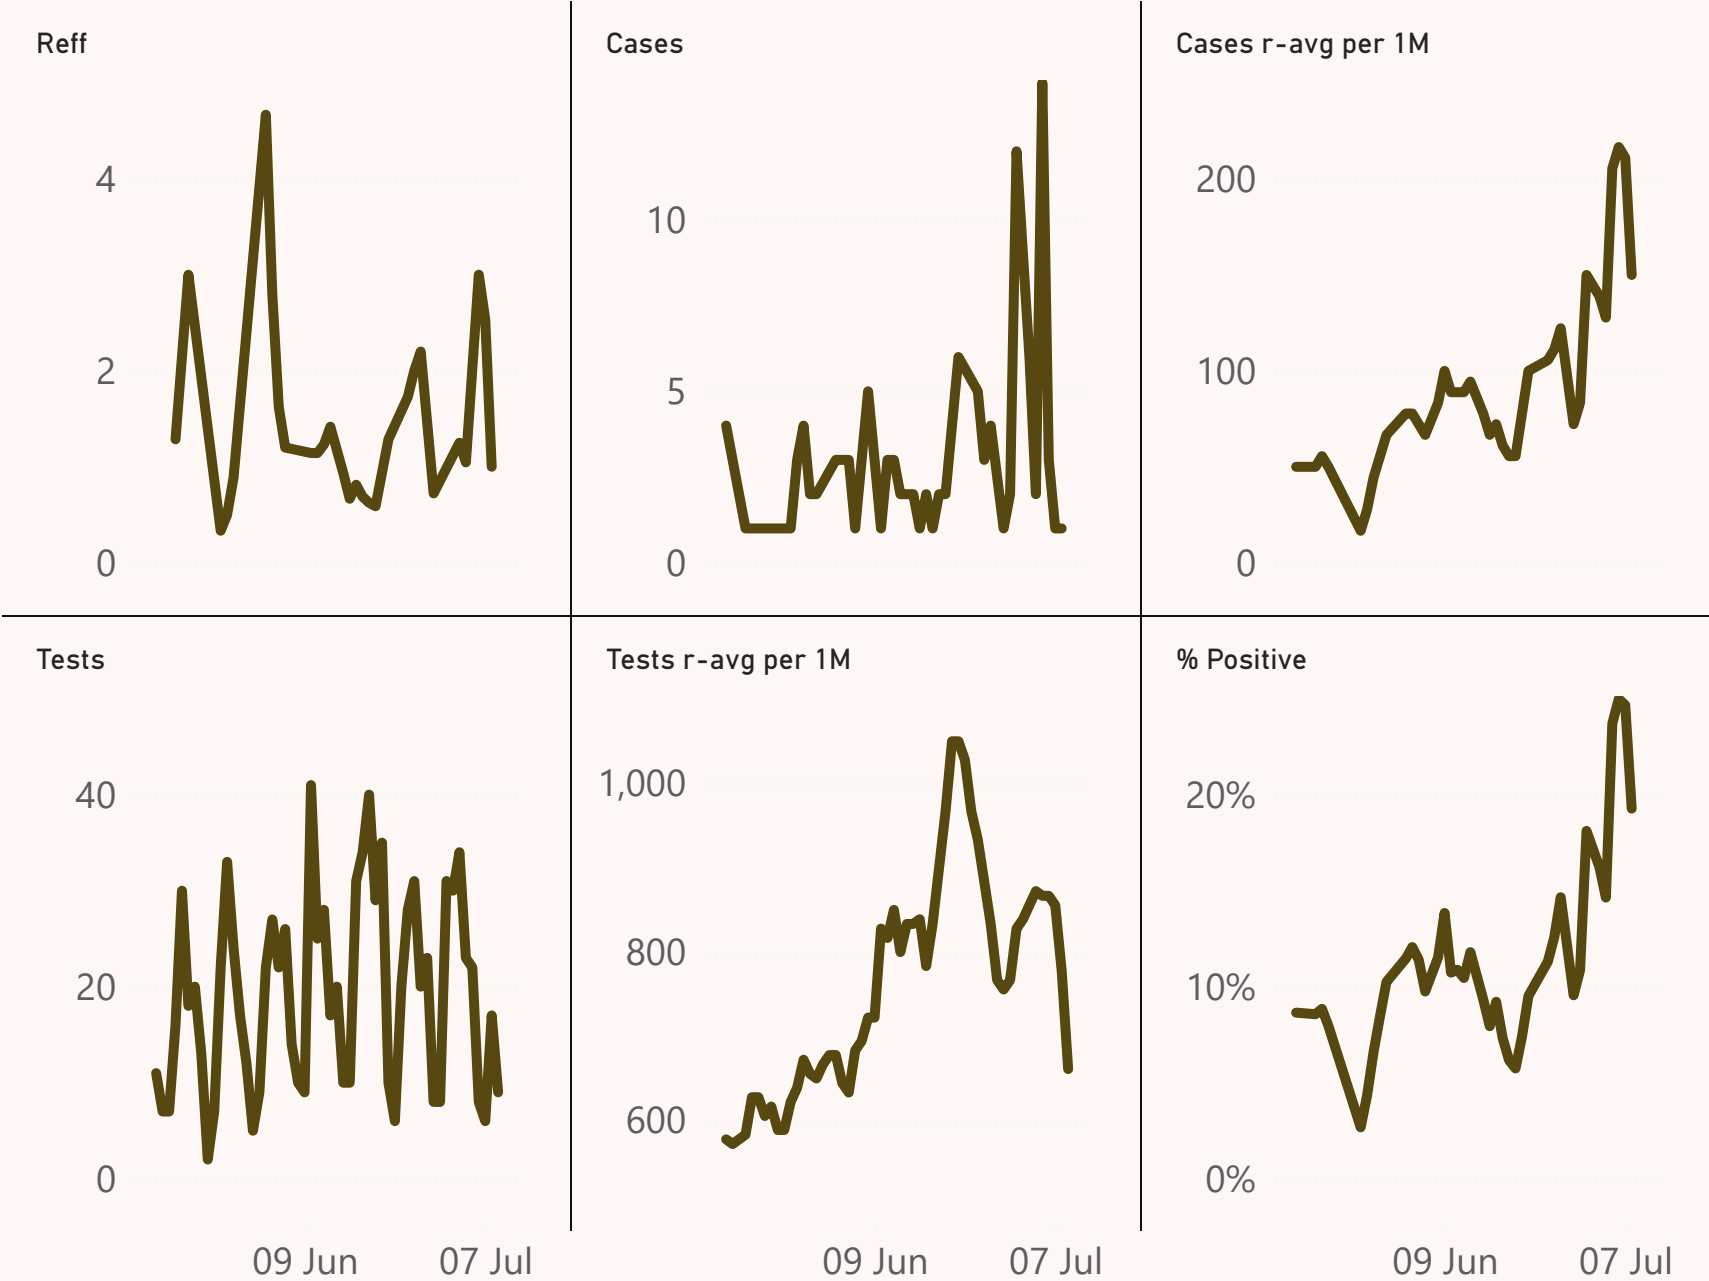 Reff
4
2
0
Cases
10
5
0
Cases r-avg per 1M
200
100
0
Tests
40
20
0
09 Jun
07 Jul
Tests r-avg per 1M
1,000
800
600
09 Jun
07 Jul
% Positive
20%
10%
0%
09 Jun
07 Jul